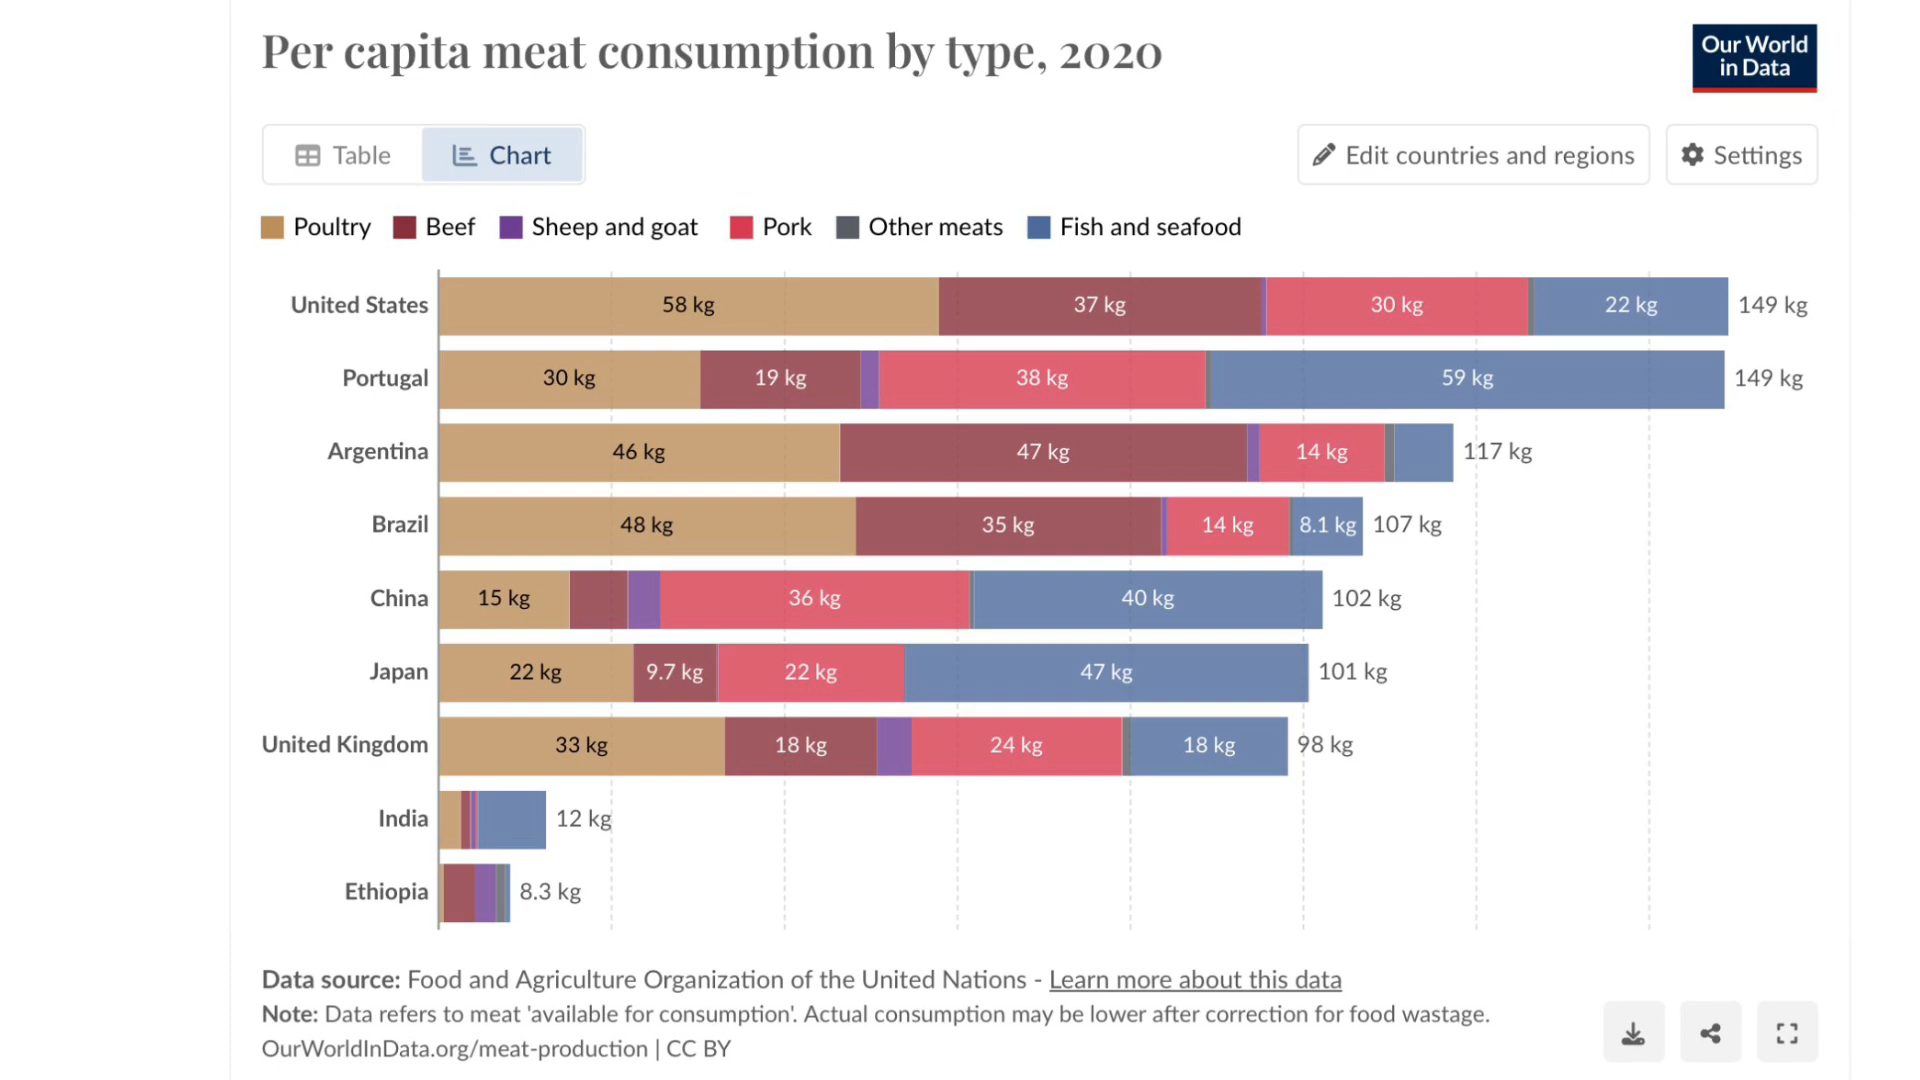 Per capita meat consumption by type, 2020
Our World
in Data
Table
Chart
Edit countries and regions
Settings
Poultry
Beef
Sheep and goat
Pork
Other meats
Fish and seafood
United States 58 kg 37 kg 30 kg 22 kg 149 kg
Portugal 30 kg 19 kg 38 kg 59 kg 149 kg
Argentina 46 kg 47 kg 14 kg 117 kg
Brazil 48 kg 35 kg 14 kg 8.1 kg 107 kg
China 15 kg 36 kg 40 kg 102 kg
Japan 22 kg 9.7 kg 22 kg 47 kg 101 kg
United Kingdom 33 kg 18 kg 24 kg 18 kg 98 kg
India 12 kg
Ethiopia 8.3 kg
Data source: Food and Agriculture Organization of the United Nations - Learn more about this data
Note: Data refers to meat 'available for consumption'. Actual consumption may be lower after correction for food wastage.
OurWorldInData.org/meat-production | CC BY